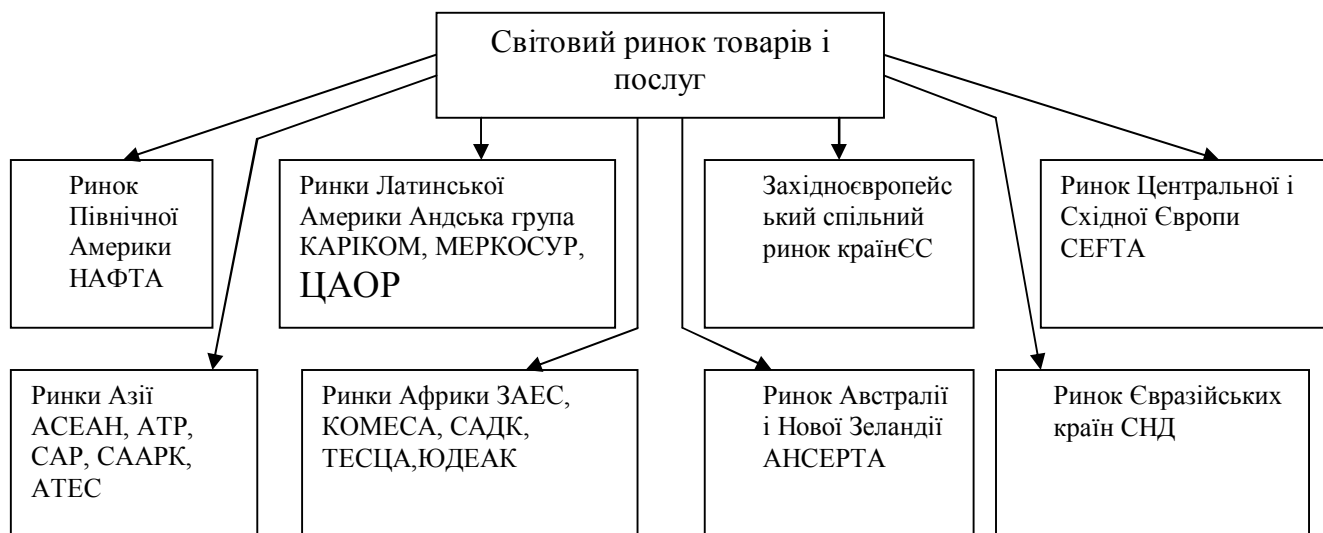 Світовий ринок товарів і
послуг
Ринок
Північної
Америки
НАФТА
Ринки Латинської
Америки Андська група
КАРІКОМ, МЕРКОСУР,
ЦАОР
Західноєвропейс
ький спільний
ринок країнЄС
Ринок Центральної і
Східної Європи
CEFTA
Ринки Азії
АСЕАН, АТР,
САР, СААРК,
АТЕС
Ринки Африки ЗАЕС,
КОМЕСА, САДК,
ТЕСЦА,ЮДЕАК
Ринок Австралії
і Нової Зеландії
АНСЕРТА
Ринок Євразійських
країн СНД